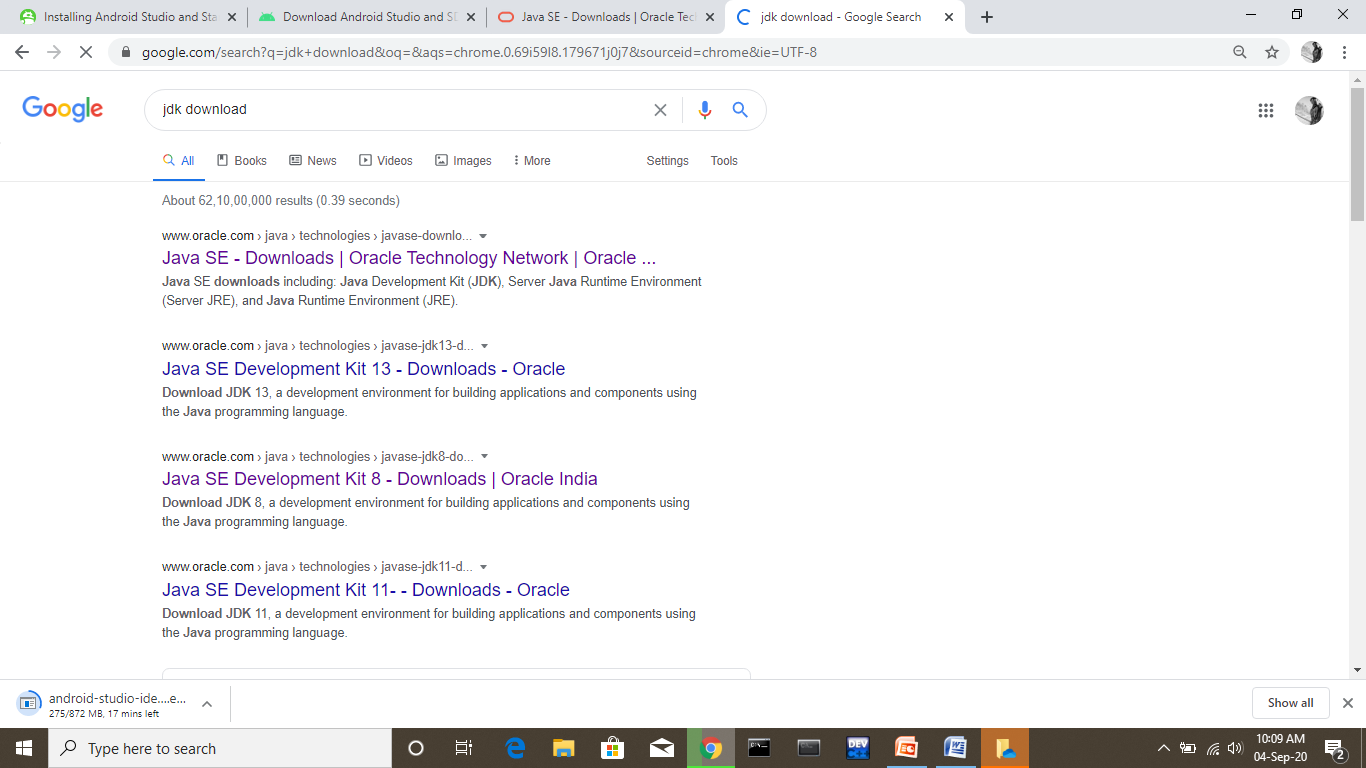 Installing Android Studio and Sta
Download Android Studio and SD
Java SE - Downloads | Oracle Tec
jdk download - Google Search
google.com/search?q=jdk+download&oq=&aqs=chrome.0.69i59l8.179671j0j7&sourceid=chrome&ie=UTF-8
Google
jdk download
All
Books
News
Videos
Images
More
Settings
Tools
About 62,10,00,000 results (0.39 seconds)
www.oracle.com › java › technologies › javase-downlo...
Java SE - Downloads | Oracle Technology Network | Oracle ...
Java SE downloads including: Java Development Kit (JDK), Server Java Runtime Environment
(Server JRE), and Java Runtime Environment (JRE).
www.oracle.com › java › technologies › javase-jdk13-d...
Java SE Development Kit 13 - Downloads - Oracle
Download JDK 13, a development environment for building applications and components using
the Java programming language.
www.oracle.com › java › technologies › javase-jdk8-do...
Java SE Development Kit 8 - Downloads | Oracle India
Download JDK 8, a development environment for building applications and components using
the Java programming language.
www.oracle.com › java › technologies › javase-jdk11-d...
Java SE Development Kit 11- - Downloads - Oracle
Download JDK 11, a development environment for building applications and components using
the Java programming language.
android-studio-ide....e...
275/872 MB, 17 mins left
Show all
Type here to search
DEV
10:09 AM
04-Sep-20
2